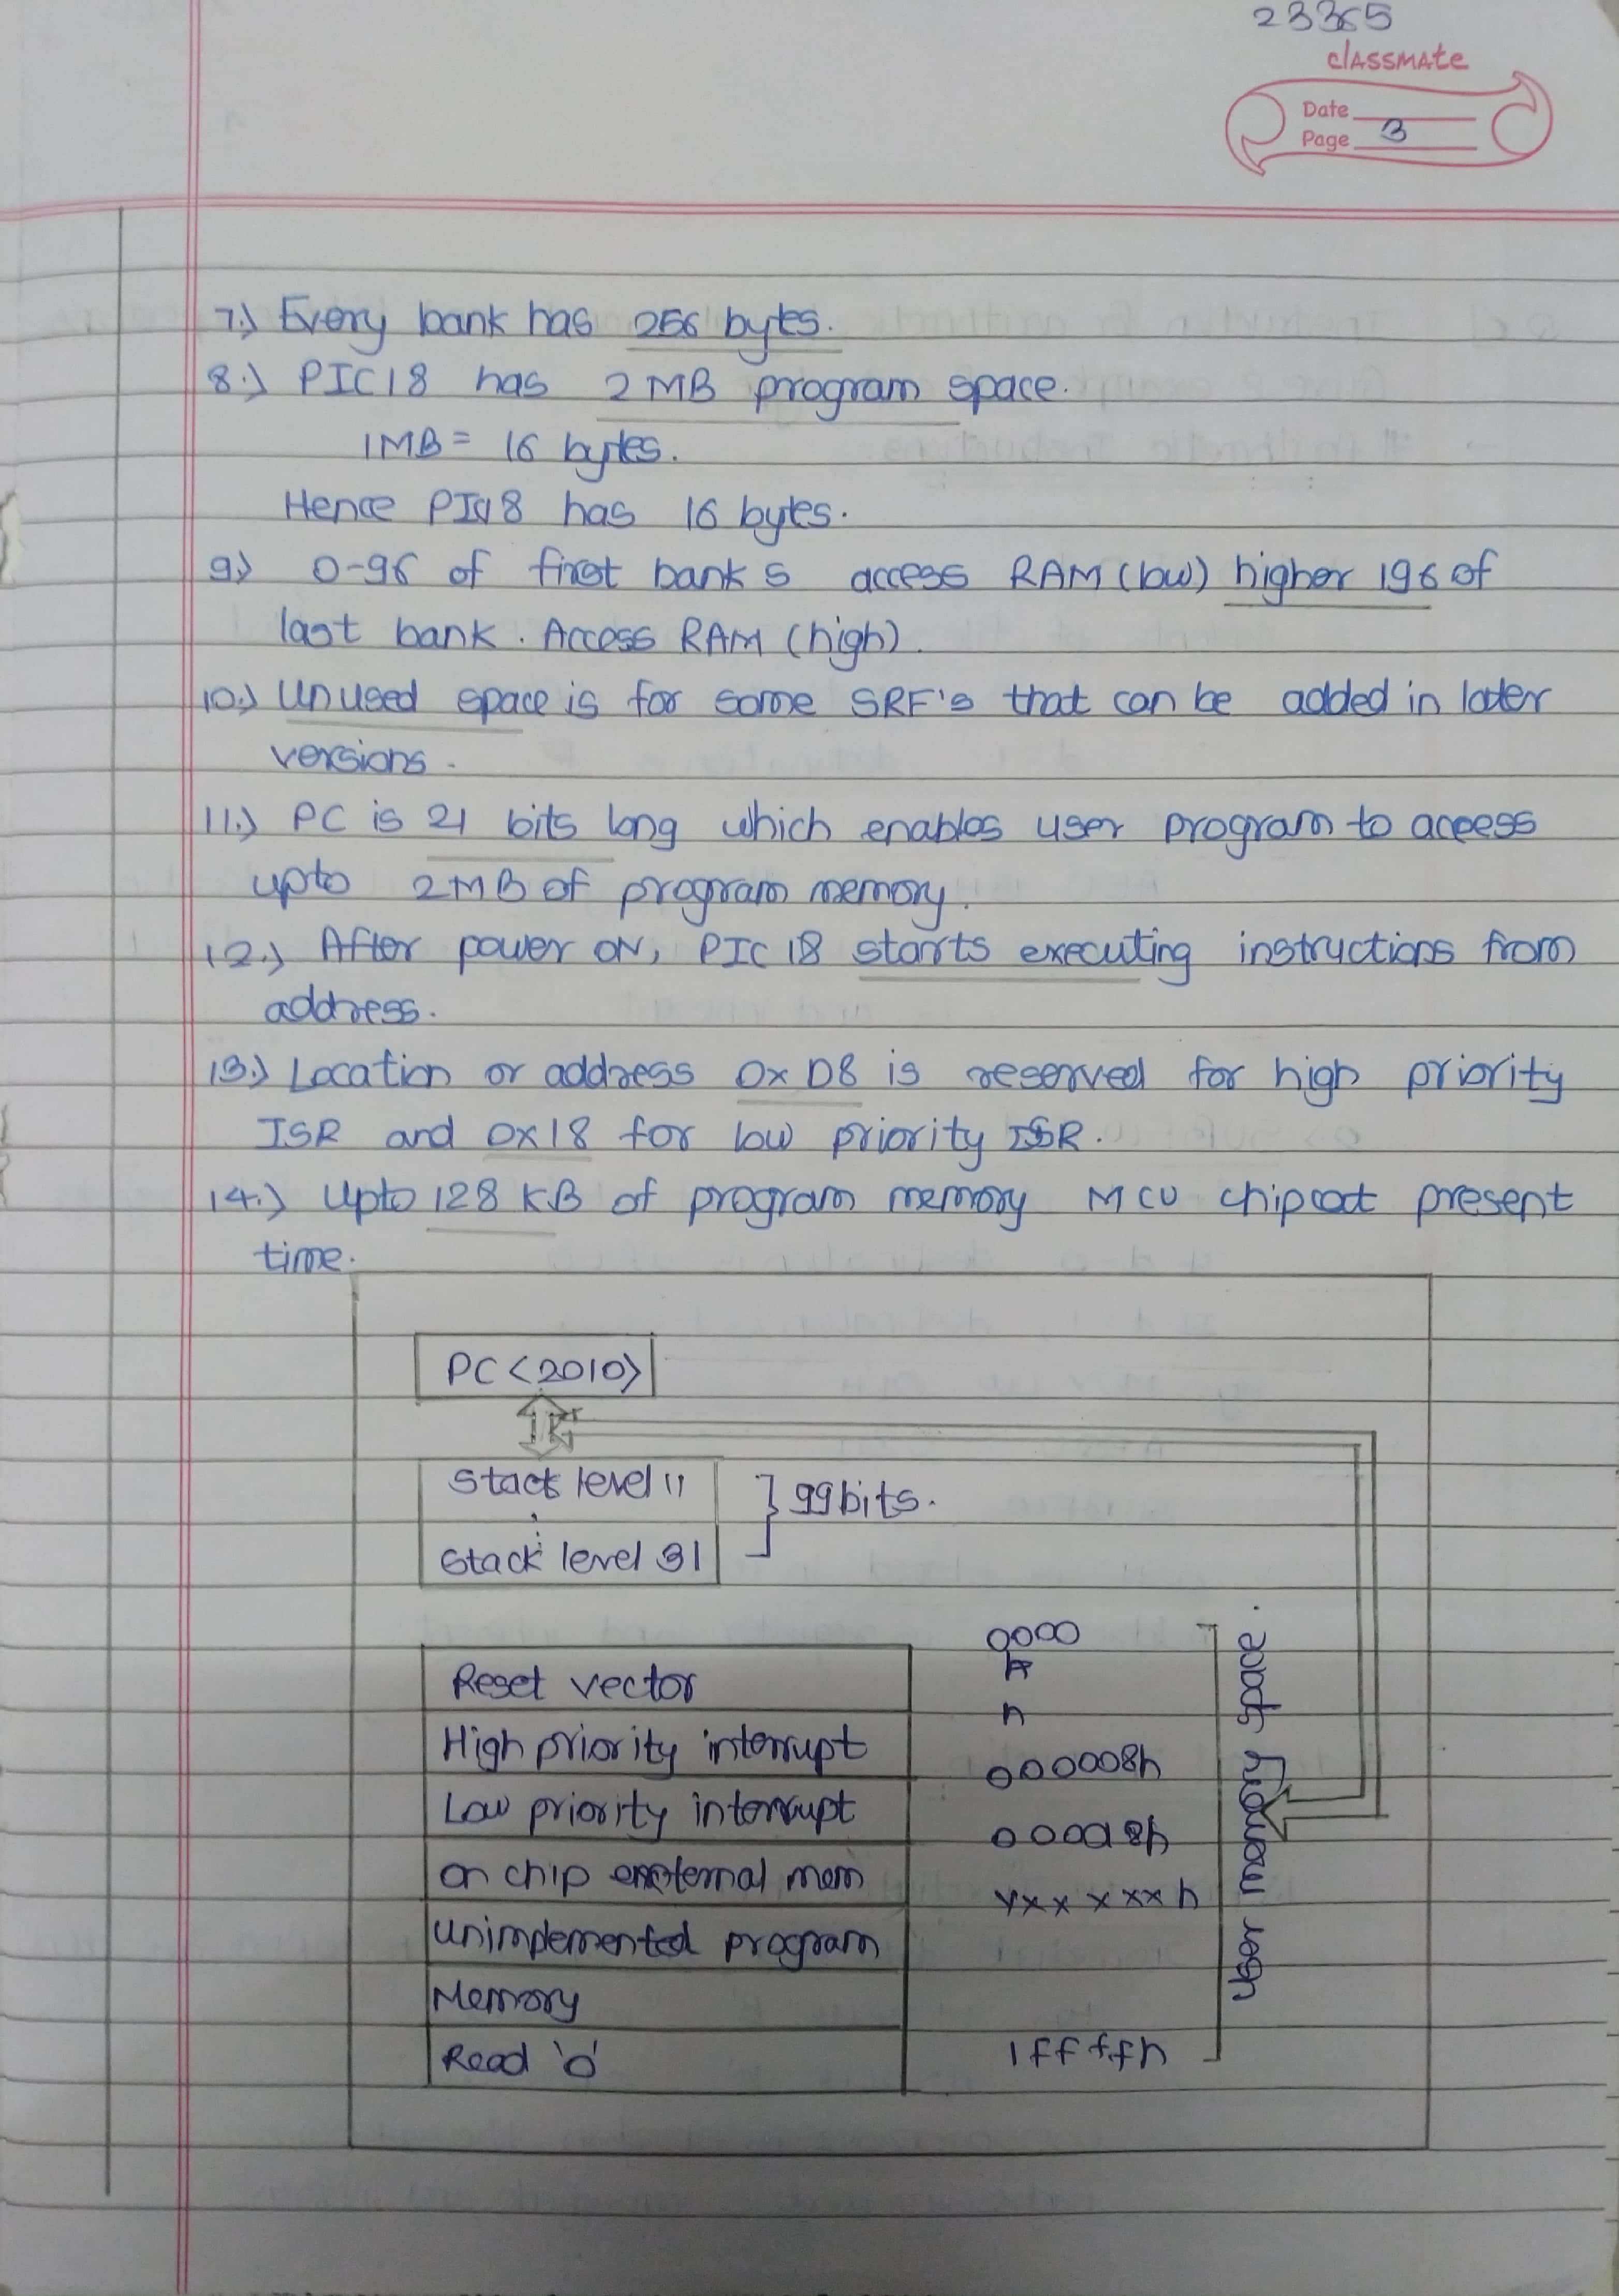 23365
classmate
Date
Page 3
7.) Every bank has 256 bytes.
8.) PIC18 has 2MB program space.
1MB = 16 bytes.
Hence PIC18 has 16 bytes.
9) 0-96 of first bank s access RAM (low) higher 196 of
last bank. Access RAM (high).
10.) Unused space is for some SRF's that can be added in later
versions.
11.) PC is 21 bits long which enables user program to access
upto 2MB of program memory.
12.) After power ON, PIC 18 starts executing instructions from
address.
13.) Location or address 0xD8 is reserved for high priority
ISR and 0x18 for low priority ISR.
14.) Upto 128 KB of program memory MCU chip at present
time.
PC <2010>
Stack level 11
:
Stack level 31
] 99 bits.
0000
Reset vector
h
High priority interrupt
000008h
Low priority interrupt
on chip external mem
Unimplemented program
Memory
Read '0'
1fffffh
User memory space.